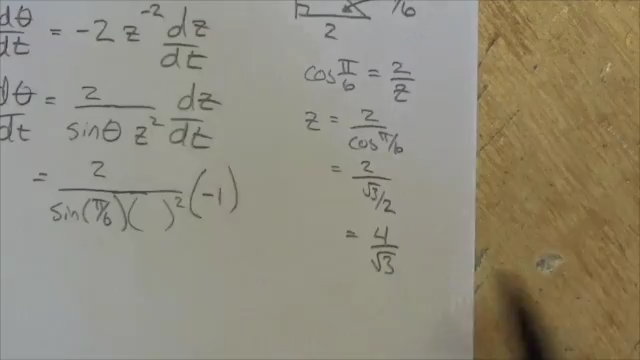 dθ/dt = -2 z^-2 dz/dt
dθ/dt = 2/(sinθ z^2) dz/dt
= 2/(sin(π/6)( )^2) (-1)
2
cos π/6 = 2/z
z = 2/(cos π/6)
= 2/(√3/2)
= 4/√3